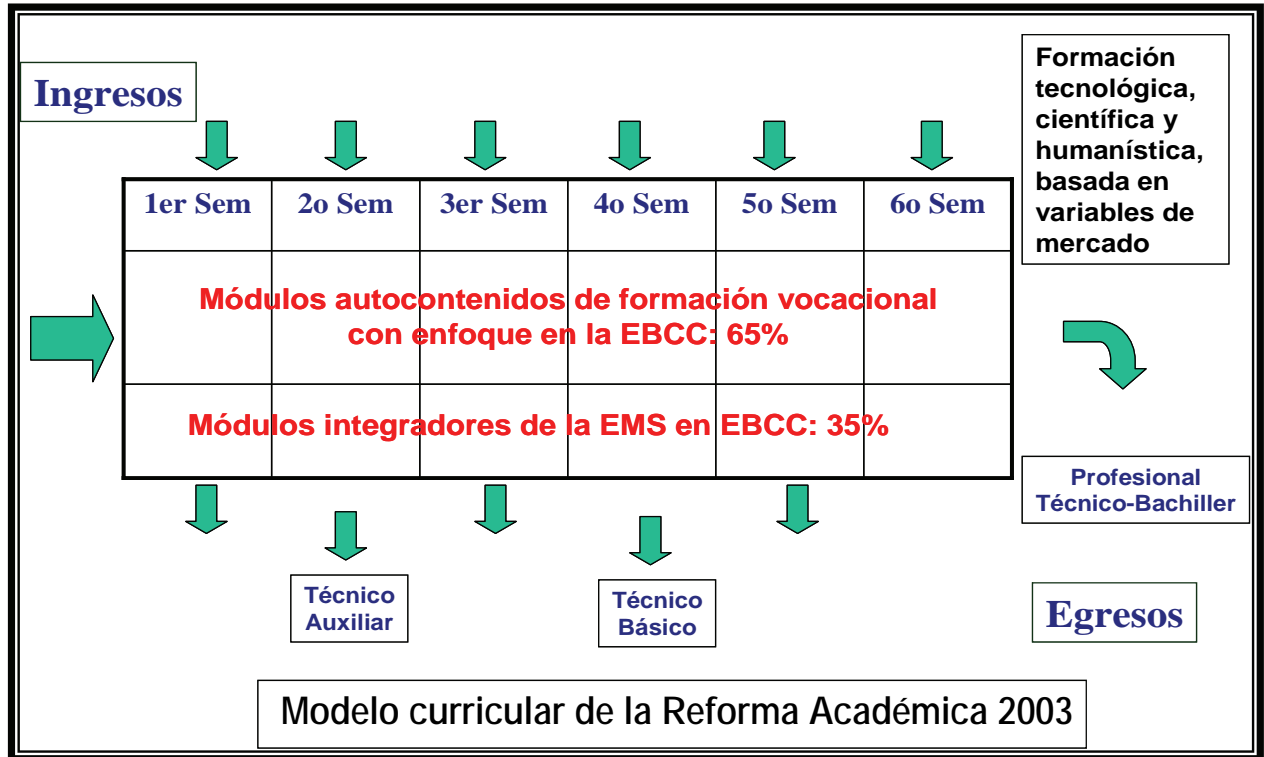 Ingresos
Formación
tecnológica,
científica y
humanística,
basada en
variables de
mercado
1er Sem 2o Sem 3er Sem 4o Sem 5o Sem 6o Sem
Módulos autocontenidos de formación vocacional
con enfoque en la EBCC: 65%
Módulos integradores de la EMS en EBCC: 35%
Profesional
Técnico-Bachiller
Técnico
Auxiliar
Técnico
Básico
Egresos
Modelo curricular de la Reforma Académica 2003